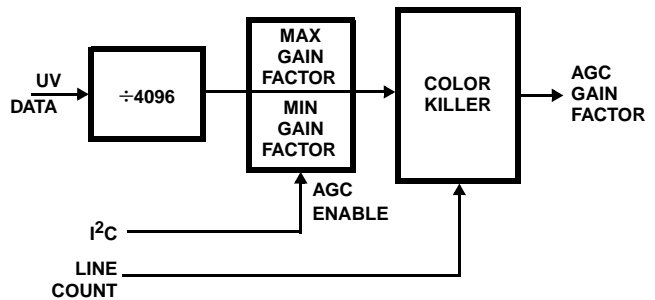 UV
DATA
÷4096
MAX
GAIN
FACTOR
MIN
GAIN
FACTOR
COLOR
KILLER
AGC
GAIN
FACTOR
AGC
ENABLE
I²C
LINE
COUNT